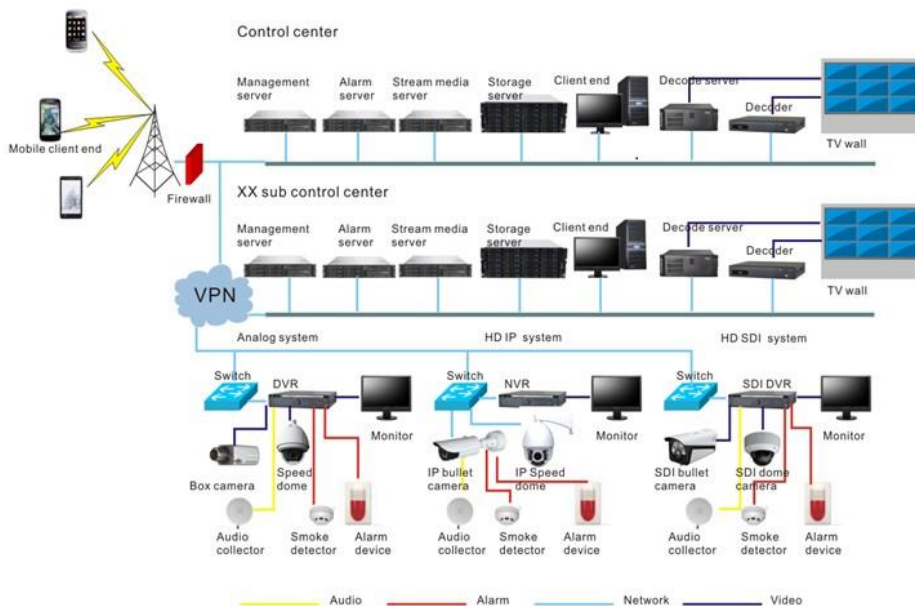 Control center
Management server
Alarm server
Stream media server
Storage server
Client end
Decode server
Decoder
TV wall
Mobile client end
Firewall
XX sub control center
Management server
Alarm server
Stream media server
Storage server
Client end
Decode server
Decoder
TV wall
VPN
Analog system
HD IP system
HD SDI system
Switch
DVR
Monitor
Switch
NVR
Monitor
Switch
SDI DVR
Monitor
Box camera
Speed dome
IP bullet camera
IP Speed dome
SDI bullet camera
SDI dome camera
Audio collector
Smoke detector
Alarm device
Audio collector
Smoke detector
Alarm device
Audio collector
Smoke detector
Alarm device
Audio
Alarm
Network
Video